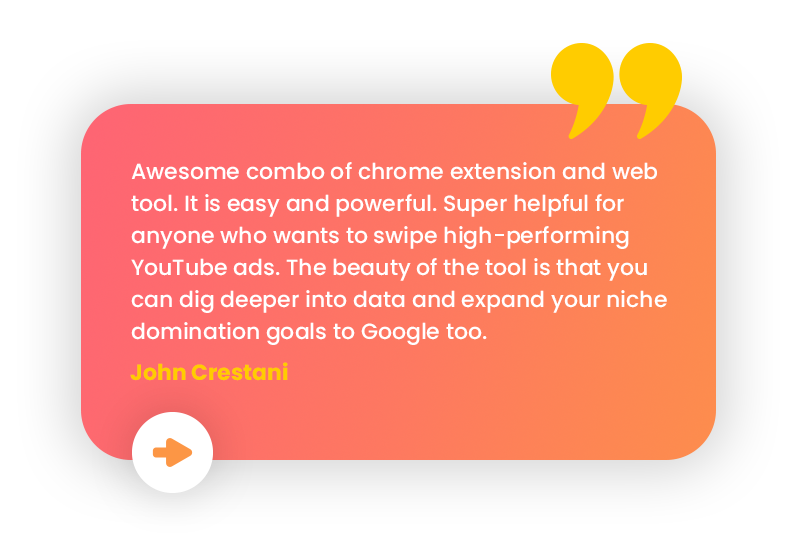 Awesome combo of chrome extension and web
tool. It is easy and powerful. Super helpful for
anyone who wants to swipe high-performing
YouTube ads. The beauty of the tool is that you
can dig deeper into data and expand your niche
domination goals to Google too.
John Crestani